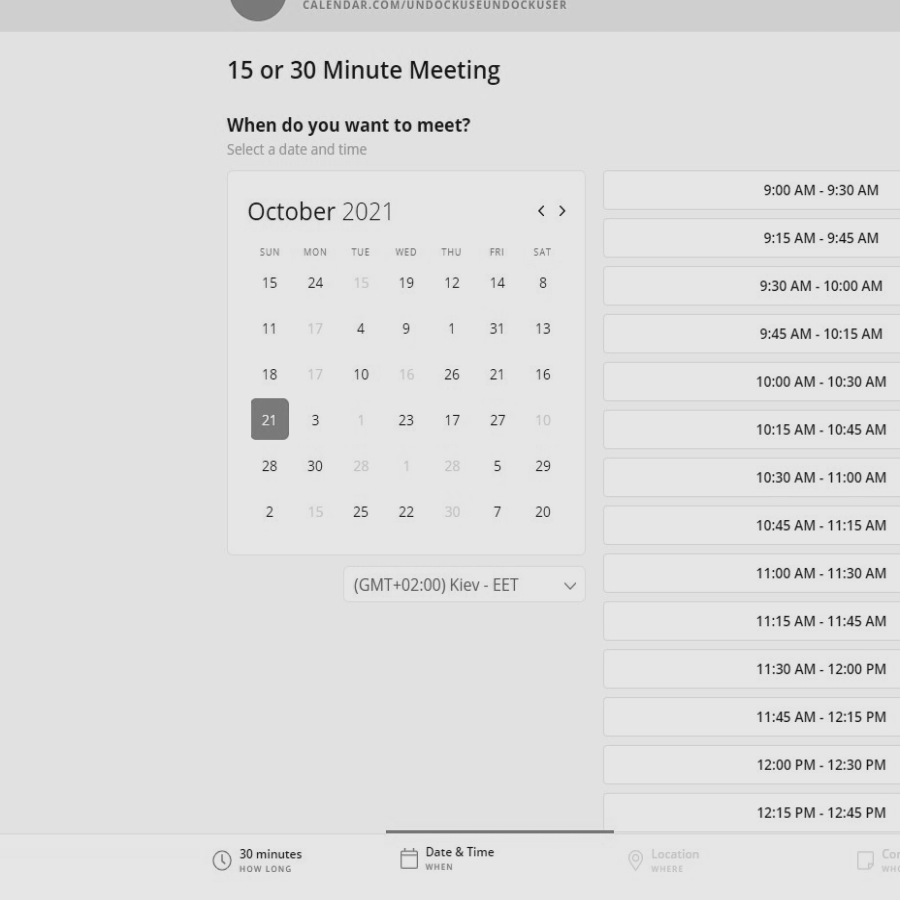 CALENDAR.COM/UNDOCKUSEUNDOCKUSER
15 or 30 Minute Meeting
When do you want to meet?
Select a date and time
October 2021
SUN MON TUE WED THU FRI SAT
15 24 15 19 12 14 8
11 17 4 9 1 31 13
18 17 10 16 26 21 16
21 3 1 23 17 27 10
28 30 28 1 28 5 29
2 15 25 22 30 7 20
(GMT+02:00) Kiev - EET
9:00 AM - 9:30 AM
9:15 AM - 9:45 AM
9:30 AM - 10:00 AM
9:45 AM - 10:15 AM
10:00 AM - 10:30 AM
10:15 AM - 10:45 AM
10:30 AM - 11:00 AM
10:45 AM - 11:15 AM
11:00 AM - 11:30 AM
11:15 AM - 11:45 AM
11:30 AM - 12:00 PM
11:45 AM - 12:15 PM
12:00 PM - 12:30 PM
12:15 PM - 12:45 PM
30 minutes
HOW LONG
Date & Time
WHEN
Location
WHERE